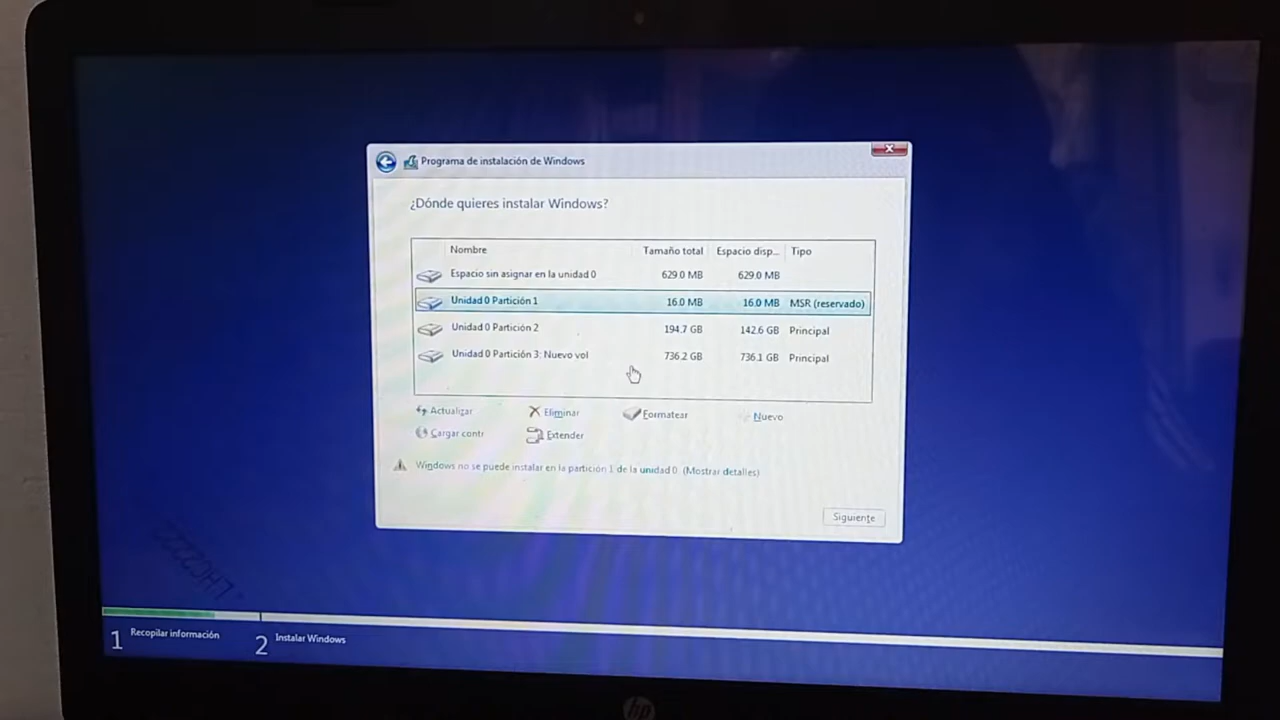 Programa de instalación de Windows
¿Dónde quieres instalar Windows?
Nombre Tamaño total Espacio disp... Tipo
Espacio sin asignar en la unidad 0 629.0 MB 629.0 MB
Unidad 0 Partición 1 16.0 MB 16.0 MB MSR (reservado)
Unidad 0 Partición 2 194.7 GB 142.6 GB Principal
Unidad 0 Partición 3: Nuevo vol 736.2 GB 736.1 GB Principal
Actualizar Eliminar Formatear Nuevo
Cargar contr Extender
Windows no se puede instalar en la partición 1 de la unidad 0. (Mostrar detalles)
Siguiente
1 Recopilar información 2 Instalar Windows
hp